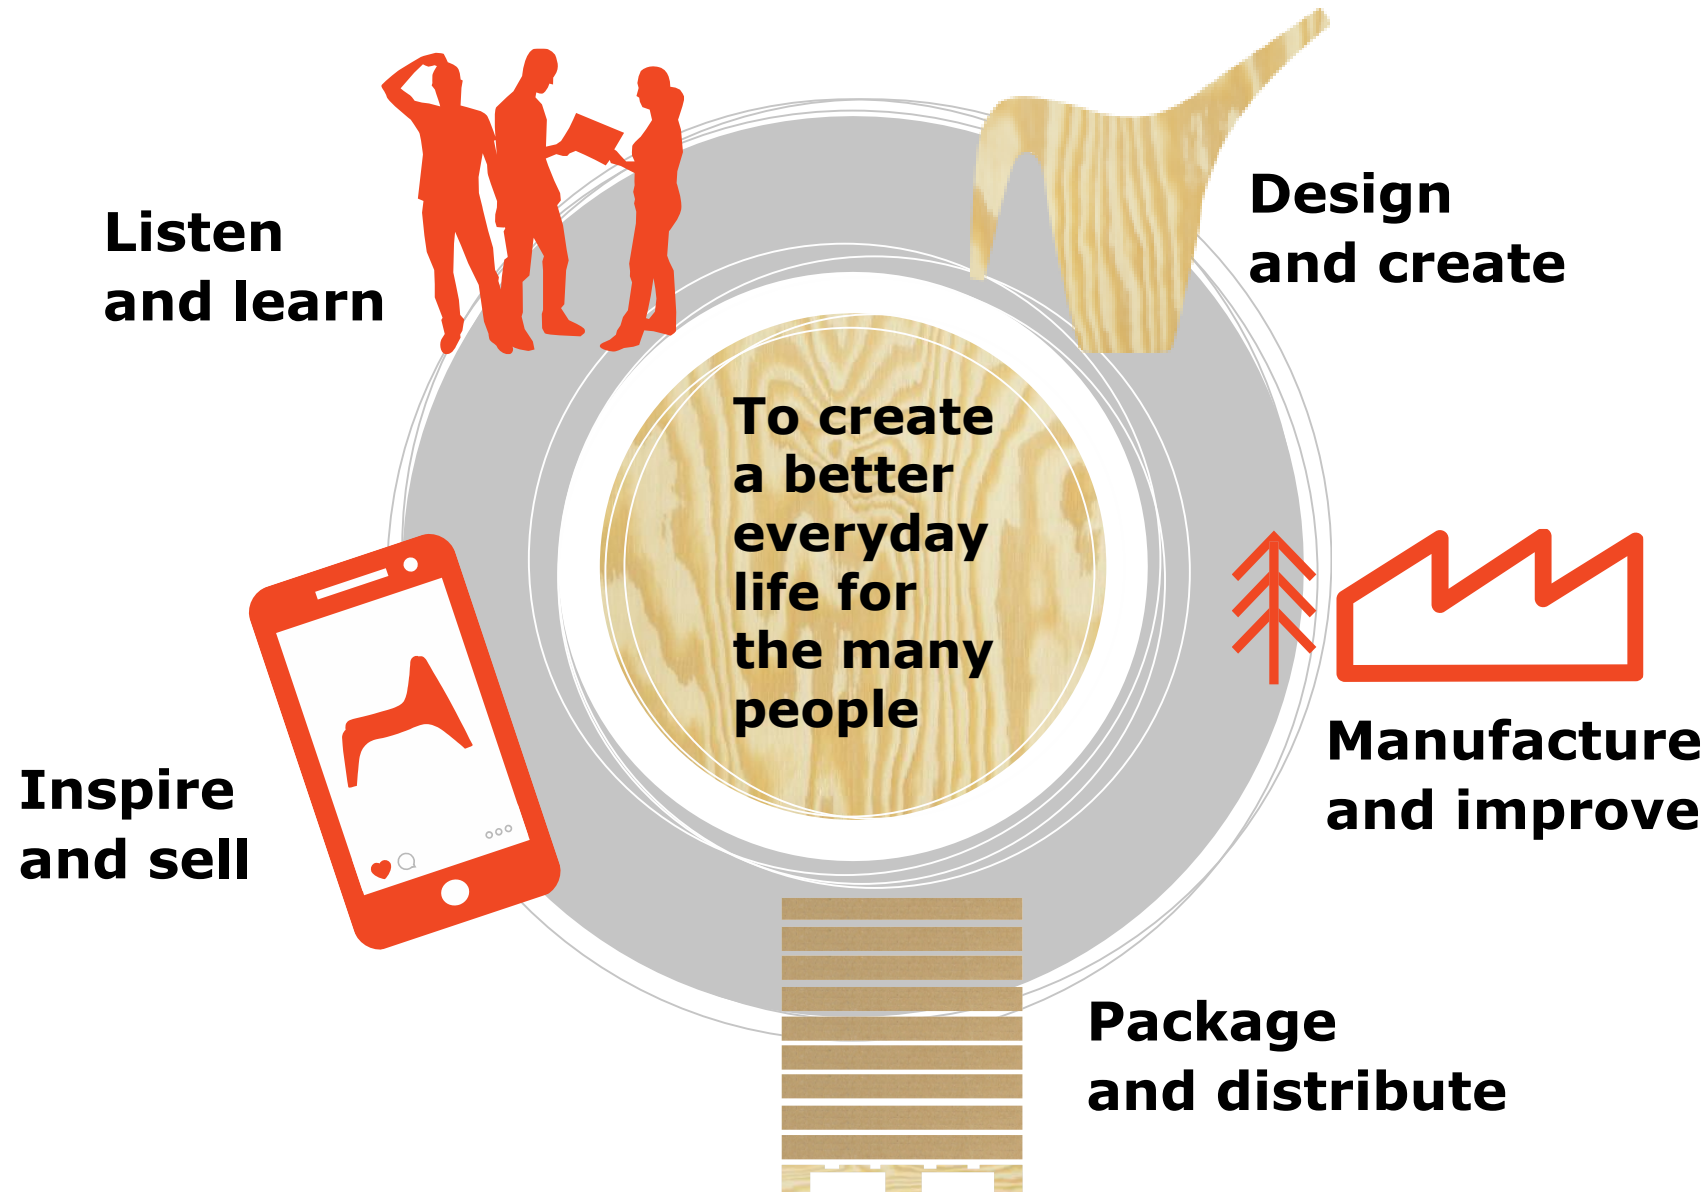 Listen
and learn
Design
and create
To create
a better
everyday
life for
the many
people
Manufacture
and improve
Inspire
and sell
Package
and distribute